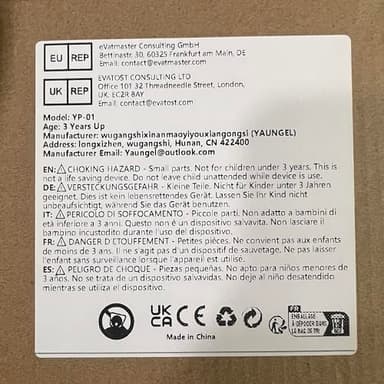 EU REP
eVatmaster Consulting GmbH
Bettinastr. 30, 60325 Frankfurt am Main, DE
Email: contact@evatmaster.com
UK REP
EVATOST CONSULTING LTD
Office 101 32 Threadneedle Street, London,
UK, EC2R 8AY
Email: contact@evatost.com
Model: YP-01
Age: 3 Years Up
Manufacturer: wugangshixinanmaoyiyouxiangongsi (YAUNGEL)
Address: longxizhen, wugangshi, Hunan, CN 422400
Manufacturer Email: Yaungel@outlook.com
EN:⚠ CHOKING HAZARD - Small parts. Not for children under 3 years. This is
not a life saving device. Do not leave child unattended while device is use.
DE:⚠VERSTECKUNGSGEFAHR - Kleine Teile. Nicht für Kinder unter 3 Jahren
geeignet. Dies ist kein lebensrettendes Gerät. Lassen Sie Ihr Kind nicht
unbeaufsichtigt, während Sie das Gerät benutzen.
IT:⚠ PERICOLO DI SOFFOCAMENTO - Piccole parti. Non adatto a bambini di
età inferiore a 3 anni. Questo non è un dispositivo salvavita. Non lasciare il
bambino incustodito durante l'uso del dispositivo.
FR:⚠ DANGER D'ETOUFFEMENT - Petites pièces. Ne convient pas aux enfants
de moins de 3 ans. Il ne s'agit pas d'un dispositif de sauvetage. Ne pas laisser
l'enfant sans surveillance lorsque l'appareil est utilisé.
ES:⚠ PELIGRO DE CHOQUE - Piezas pequeñas. No apto para niños menores de
3 años. No se trata de un dispositivo salvavidas. No deje al niño desatendido
mientras se utiliza el dispositivo.
UK CA CE
FR
EMBALLAGE
À DÉPOSER DANS
LE BAC DE TRI
Made in China